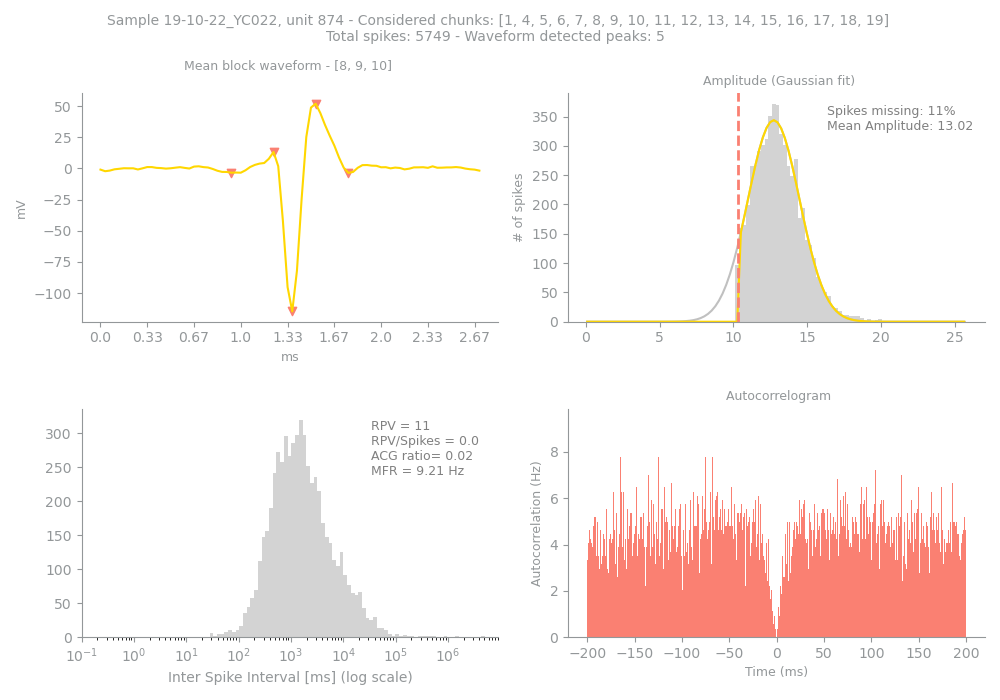 Sample 19-10-22_YC022, unit 874 - Considered chunks: [1, 4, 5, 6, 7, 8, 9, 10, 11, 12, 13, 14, 15, 16, 17, 18, 19]
Total spikes: 5749 - Waveform detected peaks: 5
Mean block waveform - [8, 9, 10]
50
25
0
−25
−50
−75
−100
mV
0.0 0.33 0.67 1.0 1.33 1.67 2.0 2.33 2.67
ms
Amplitude (Gaussian fit)
Spikes missing: 11%
Mean Amplitude: 13.02
350
300
250
200
150
100
50
0
# of spikes
0 5 10 15 20 25
RPV = 11
RPV/Spikes = 0.0
ACG ratio= 0.02
MFR = 9.21 Hz
300
250
200
150
100
50
0
10⁻¹ 10⁰ 10¹ 10² 10³ 10⁴ 10⁵ 10⁶
Inter Spike Interval [ms] (log scale)
Autocorrelogram
8
6
4
2
0
Autocorrelation (Hz)
−200 −150 −100 −50 0 50 100 150 200
Time (ms)